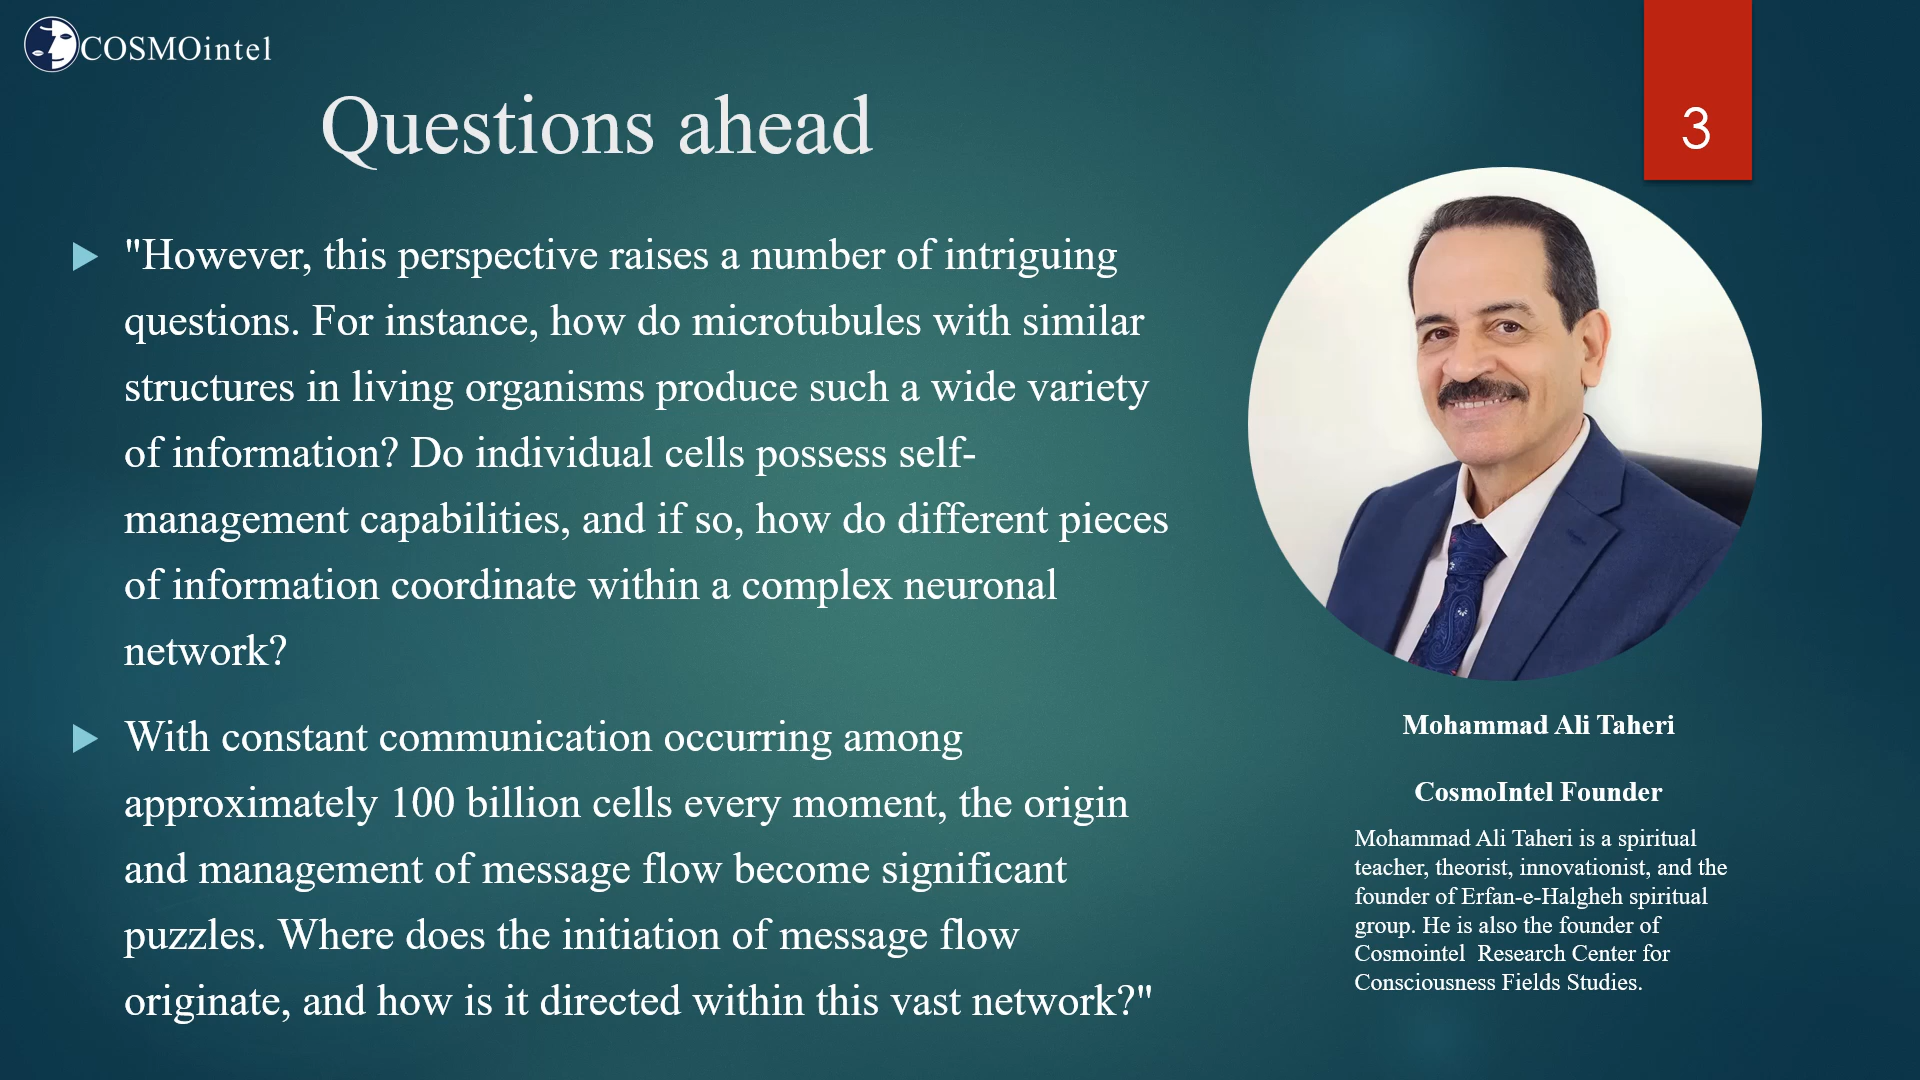 COSMOintel
Questions ahead
3
"However, this perspective raises a number of intriguing
questions. For instance, how do microtubules with similar
structures in living organisms produce such a wide variety
of information? Do individual cells possess self-
management capabilities, and if so, how do different pieces
of information coordinate within a complex neuronal
network?
With constant communication occurring among
approximately 100 billion cells every moment, the origin
and management of message flow become significant
puzzles. Where does the initiation of message flow
originate, and how is it directed within this vast network?"
Mohammad Ali Taheri
CosmoIntel Founder
Mohammad Ali Taheri is a spiritual
teacher, theorist, innovationist, and the
founder of Erfan-e-Halgheh spiritual
group. He is also the founder of
Cosmointel  Research Center for
Consciousness Fields Studies.